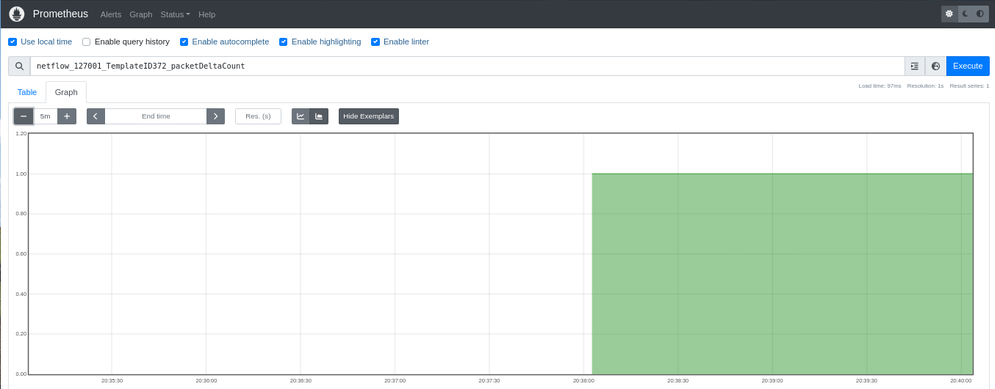 Prometheus Alerts Graph Status Help
Use local time Enable query history Enable autocomplete Enable highlighting Enable linter
netflow_127001_TemplateID372_packetDeltaCount Execute
Table Graph
Load time: 97ms Resolution: 1s Result series: 1
5m End time Res. (s) Hide Exemplars
1.20
1.00
0.80
0.60
0.40
0.20
0.00
20:35:30 20:36:00 20:36:30 20:37:00 20:37:30 20:38:00 20:38:30 20:39:00 20:39:30 20:40:00